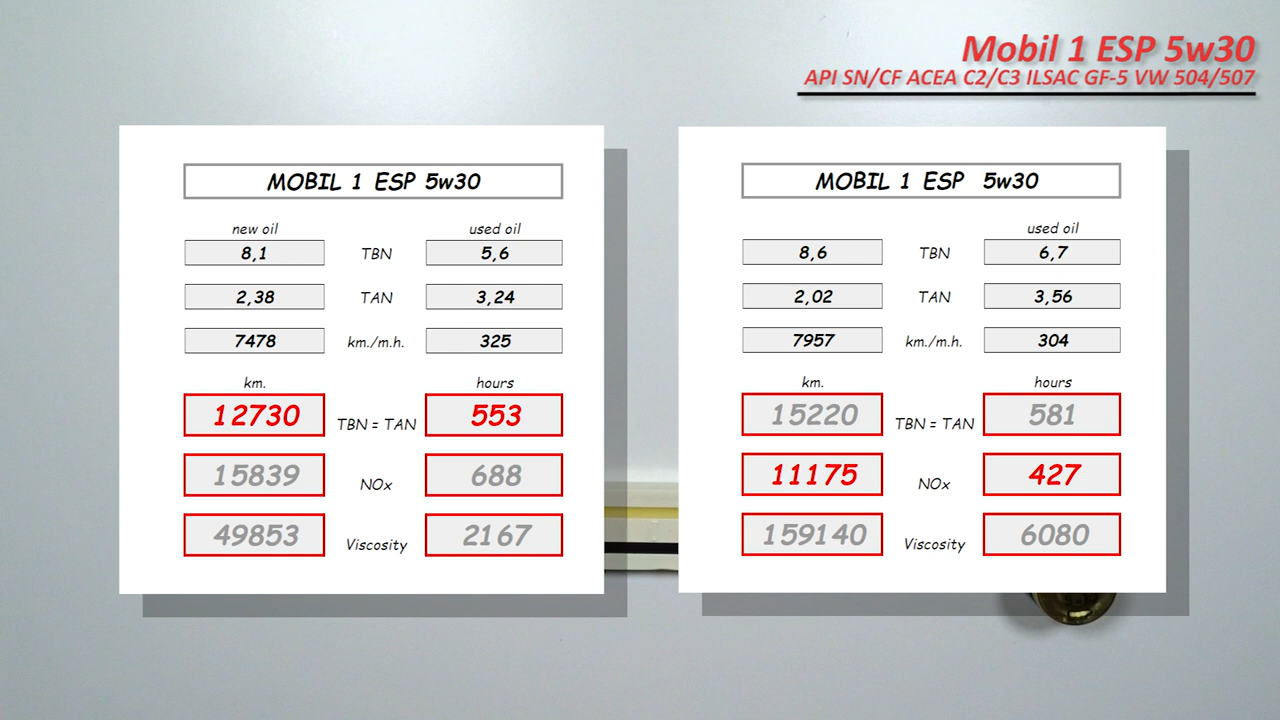 Mobil 1 ESP 5w30
API SN/CF ACEA C2/C3 ILSAC GF-5 VW 504/507
MOBIL 1 ESP 5w30
new oil used oil
8,1 TBN 5,6
2,38 TAN 3,24
7478 km./m.h. 325
km. hours
12730 TBN = TAN 553
15839 NOx 688
49853 Viscosity 2167
MOBIL 1 ESP 5w30
used oil
8,6 TBN 6,7
2,02 TAN 3,56
7957 km./m.h. 304
km. hours
15220 TBN = TAN 581
11175 NOx 427
159140 Viscosity 6080